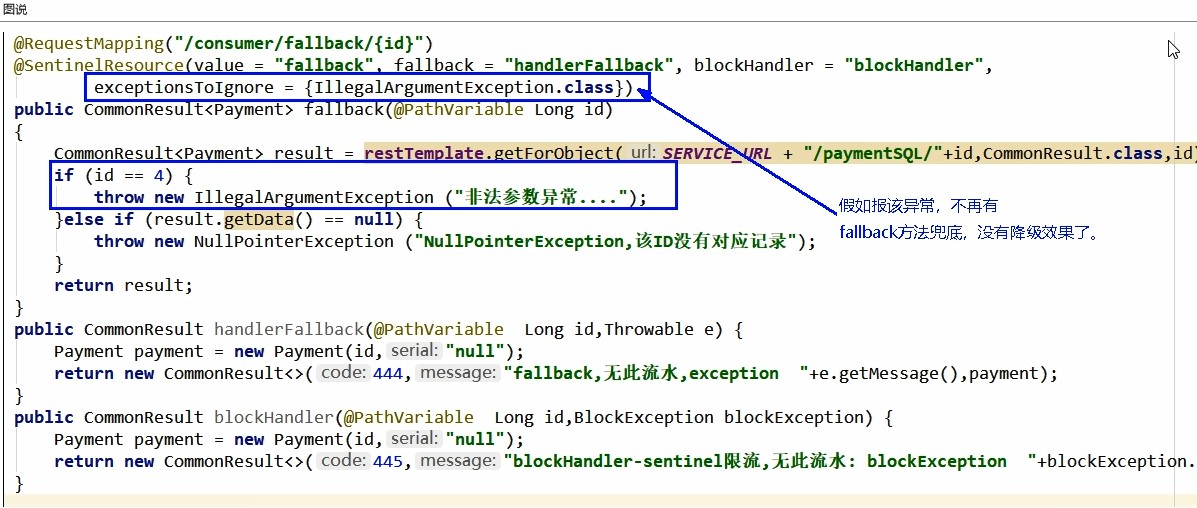 图说
@RequestMapping("/consumer/fallback/{id}")
@SentinelResource(value = "fallback", fallback = "handlerFallback", blockHandler = "blockHandler",
exceptionsToIgnore = {IllegalArgumentException.class})
public CommonResult<Payment> fallback(@PathVariable Long id)
{
CommonResult<Payment> result = restTemplate.getForObject( url: SERVICE_URL + "/paymentSQL/"+id,CommonResult.class,id)
if (id == 4) {
throw new IllegalArgumentException ("非法参数异常....");
}else if (result.getData() == null) {
throw new NullPointerException ("NullPointerException,该ID没有对应记录");
}
return result;
}
假如报该异常，不再有
fallback方法兜底，没有降级效果了。
public CommonResult handlerFallback(@PathVariable  Long id,Throwable e) {
Payment payment = new Payment(id, serial: "null");
return new CommonResult<>( code: 444, message: "fallback,无此流水,exception  "+e.getMessage(),payment);
}
public CommonResult blockHandler(@PathVariable  Long id,BlockException blockException) {
Payment payment = new Payment(id, serial: "null");
return new CommonResult<>( code: 445, message: "blockHandler-sentinel限流,无此流水: blockException  "+blockException.
}